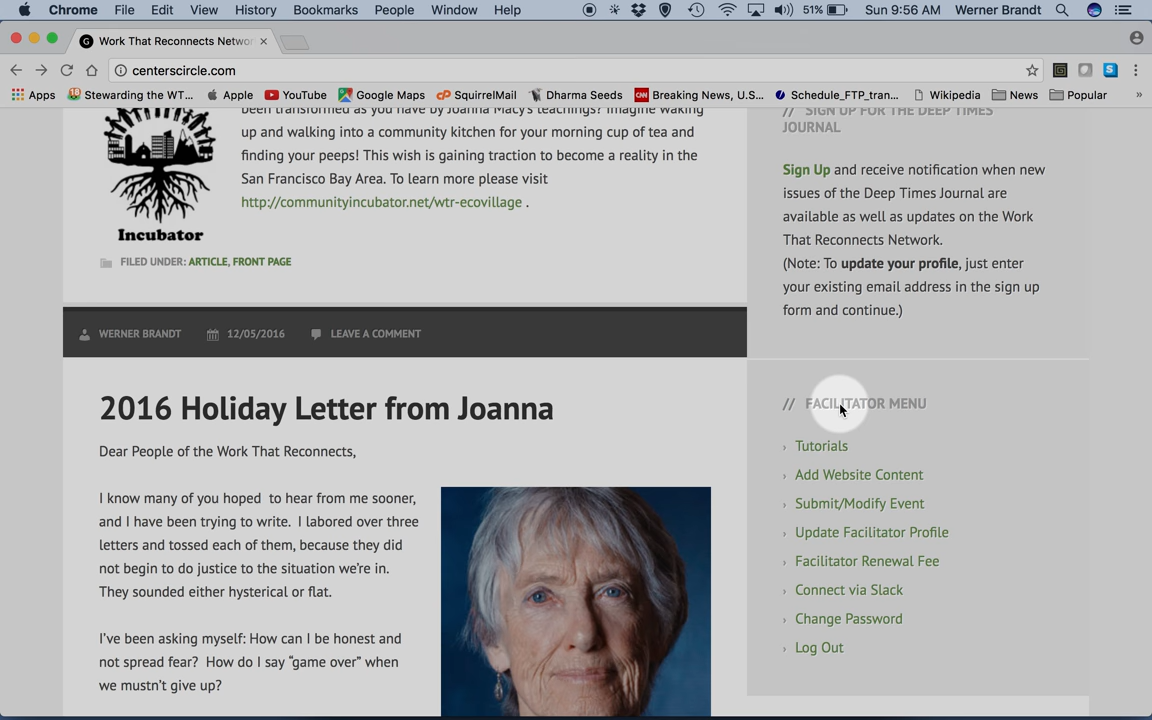 Chrome File Edit View History Bookmarks People Window Help 51% Sun 9:56 AM Werner Brandt
G Work That Reconnects Netwo
centerscircle.com
Apps Stewarding the WT... Apple YouTube Google Maps SquirrelMail Dharma Seeds CNN Breaking News, U.S... Schedule_FTP_tran... Wikipedia News Popular »
been transformed as you have by Joanna Macy's teachings? Imagine waking
up and walking into a community kitchen for your morning cup of tea and
finding your peeps! This wish is gaining traction to become a reality in the
San Francisco Bay Area. To learn more please visit
http://communityincubator.net/wtr-ecovillage .
Incubator
FILED UNDER: ARTICLE, FRONT PAGE
WERNER BRANDT 12/05/2016 LEAVE A COMMENT
2016 Holiday Letter from Joanna
Dear People of the Work That Reconnects,
I know many of you hoped to hear from me sooner,
and I have been trying to write. I labored over three
letters and tossed each of them, because they did
not begin to do justice to the situation we're in.
They sounded either hysterical or flat.
I've been asking myself: How can I be honest and
not spread fear? How do I say “game over” when
we mustn't give up?
// SIGN UP FOR THE DEEP TIMES
JOURNAL
Sign Up and receive notification when new
issues of the Deep Times Journal are
available as well as updates on the Work
That Reconnects Network.
(Note: To update your profile, just enter
your existing email address in the sign up
form and continue.)
// FACILITATOR MENU
› Tutorials
› Add Website Content
› Submit/Modify Event
› Update Facilitator Profile
› Facilitator Renewal Fee
› Connect via Slack
› Change Password
› Log Out